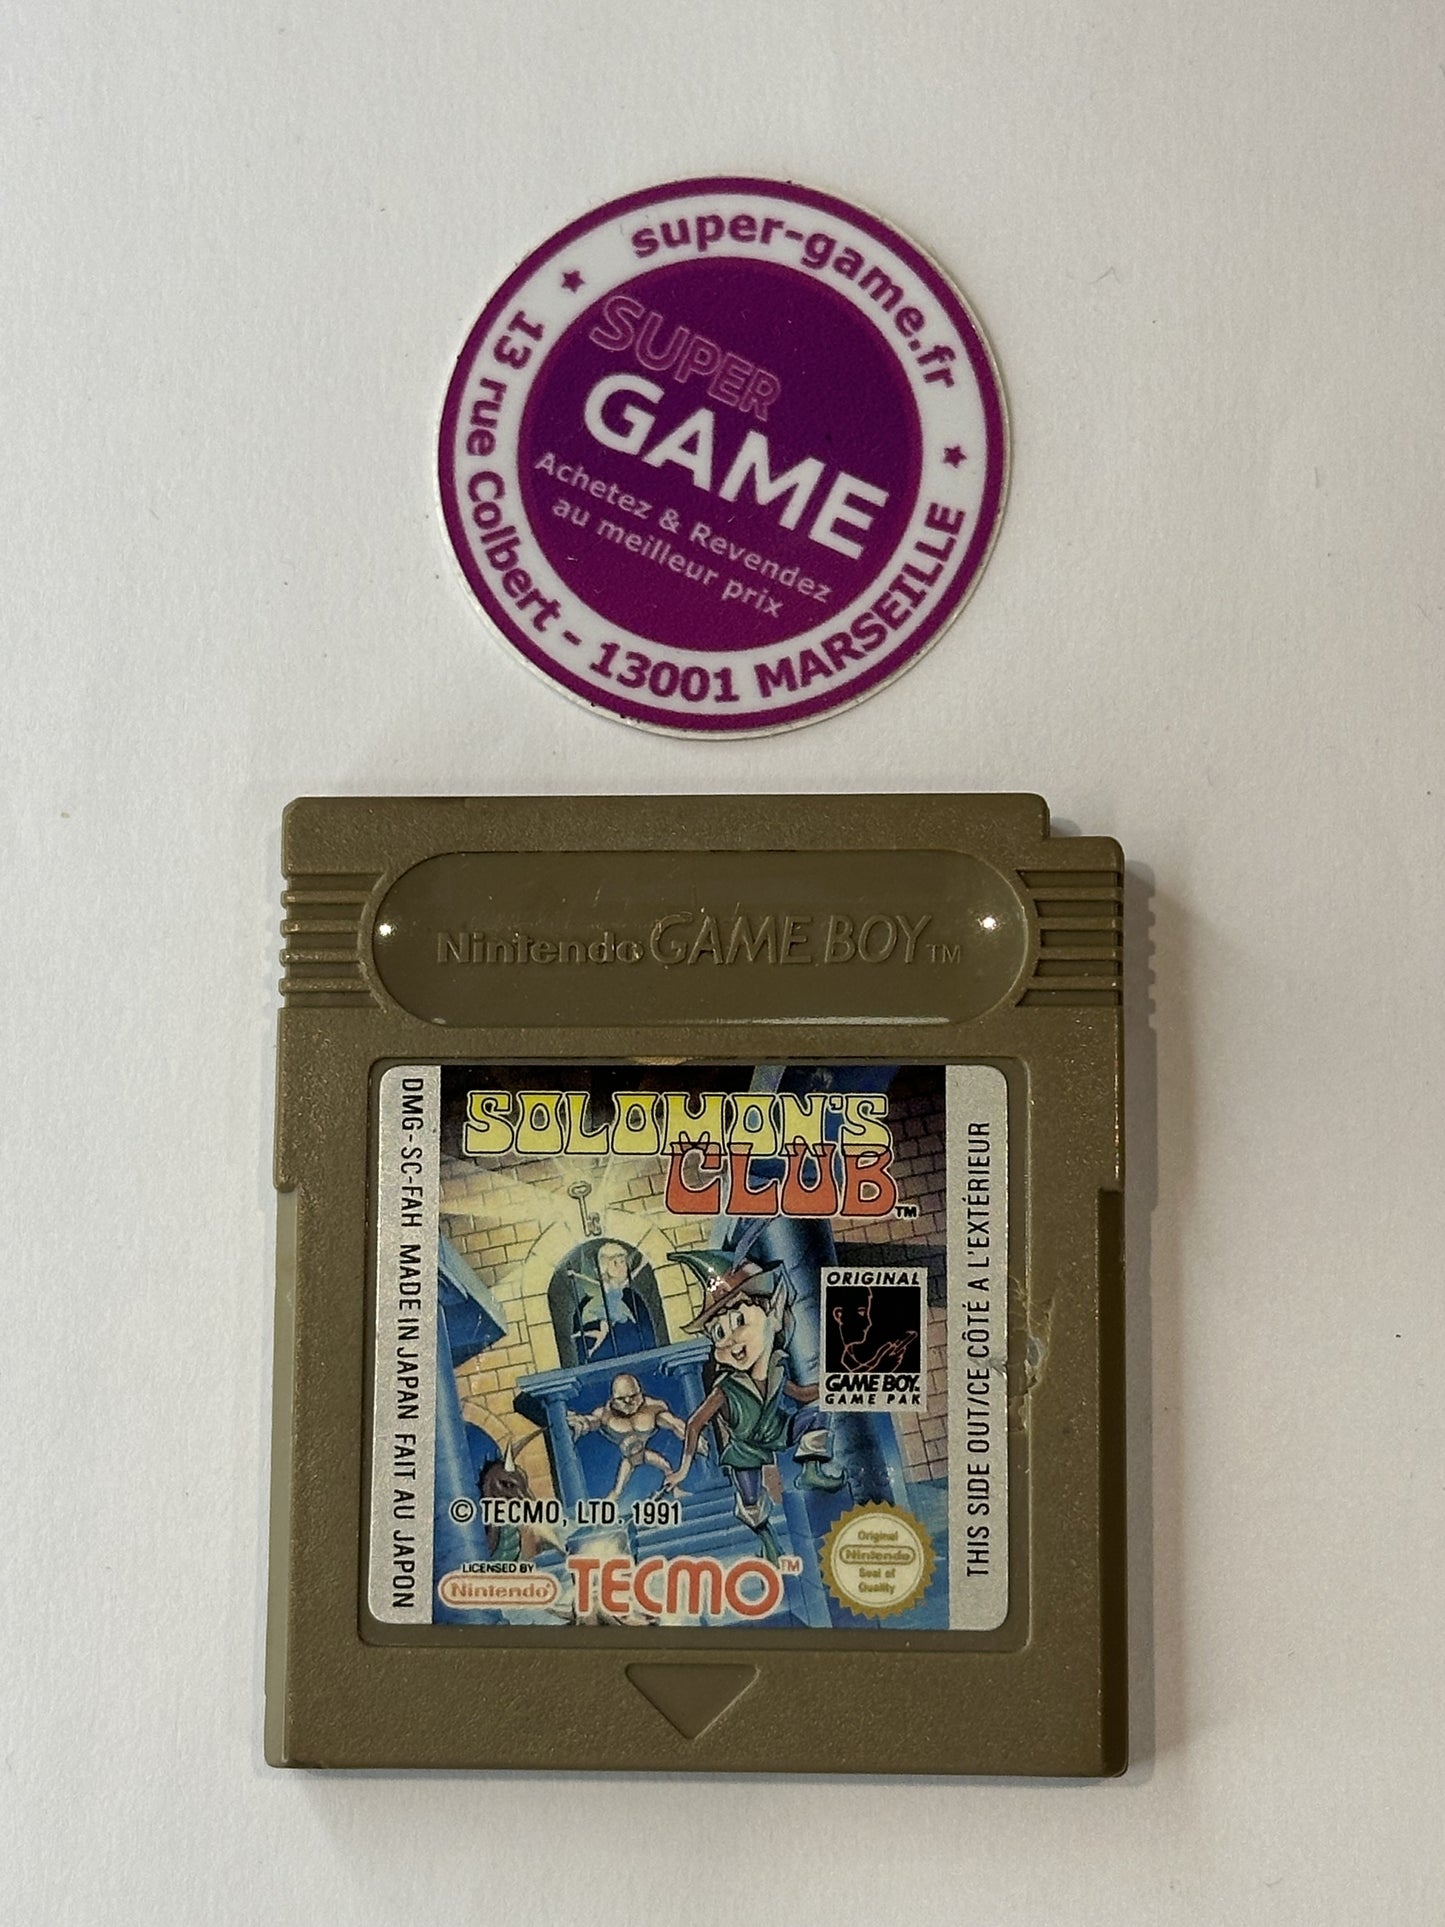 super-game.fr
SUPER
GAME
Achetez & Revendez
au meilleur prix
13 rue Colbert - 13001 MARSEILLE
Nintendo GAME BOY TM
DMG-SC-FAH MADE IN JAPAN FAIT AU JAPON
SOLOMON'S
CLUB TM
ORIGINAL
GAME BOY
GAME PAK
THIS SIDE OUT/CE CÔTÉ A L'EXTÉRIEUR
© TECMO, LTD. 1991
LICENSED BY
Nintendo®
TECMO TM
Original
Nintendo
Seal of
Quality